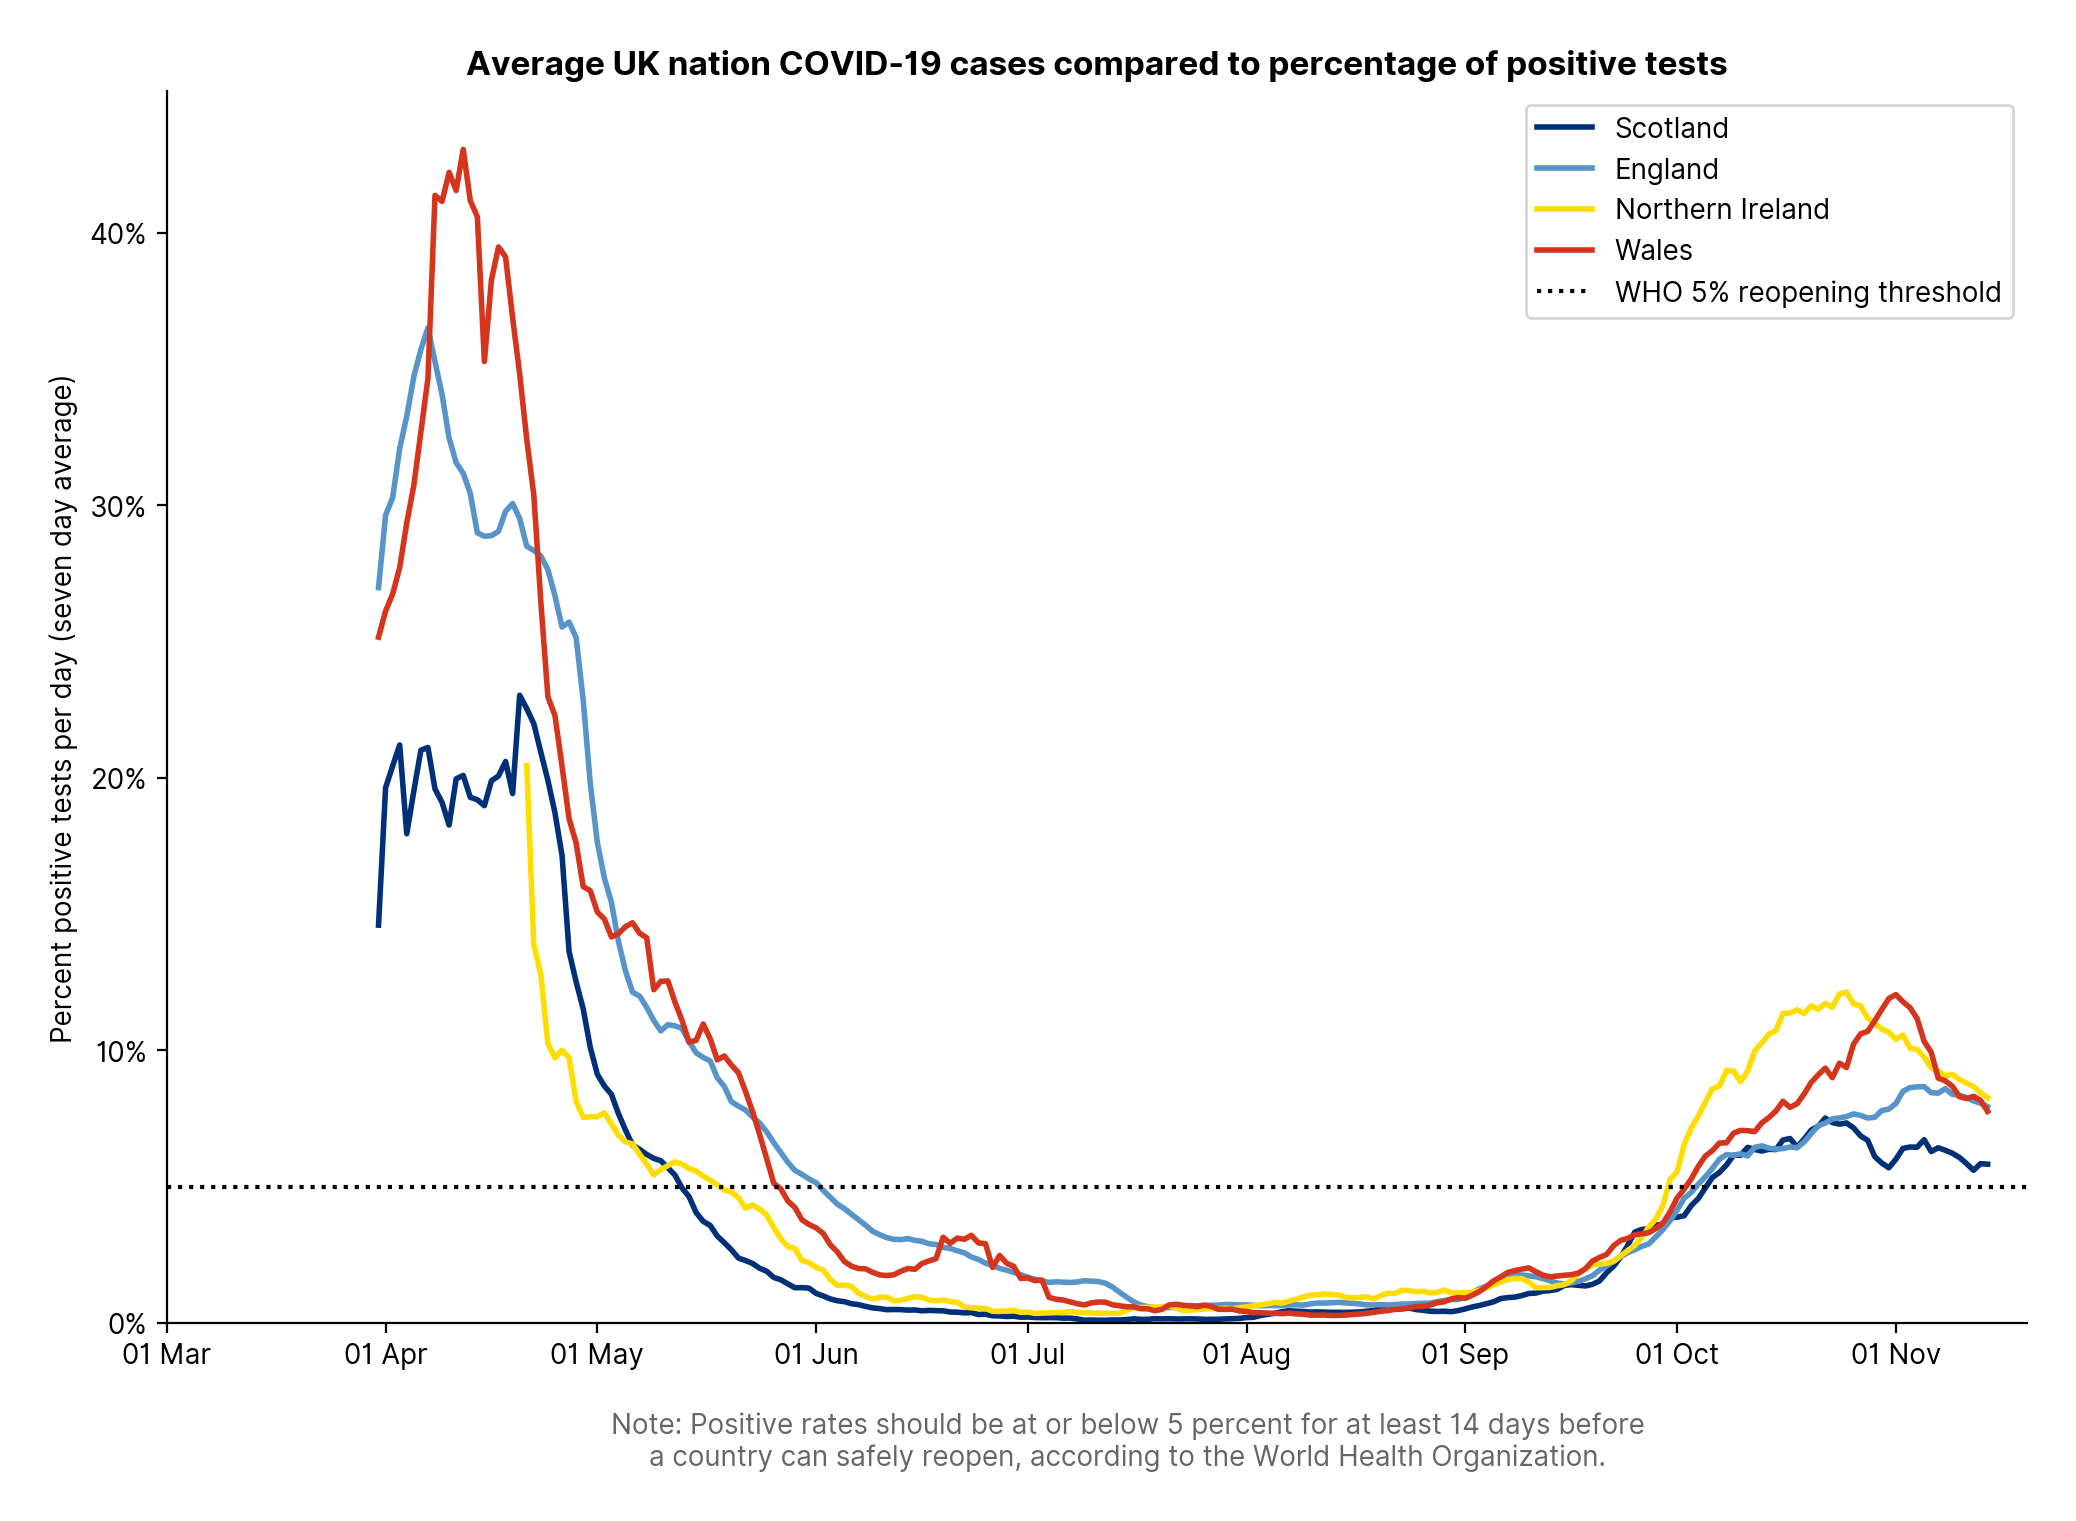 Average UK nation COVID-19 cases compared to percentage of positive tests
Scotland
England
Northern Ireland
Wales
WHO 5% reopening threshold
Percent positive tests per day (seven day average)
40%
30%
20%
10%
0%
01 Mar
01 Apr
01 May
01 Jun
01 Jul
01 Aug
01 Sep
01 Oct
01 Nov
Note: Positive rates should be at or below 5 percent for at least 14 days before
a country can safely reopen, according to the World Health Organization.